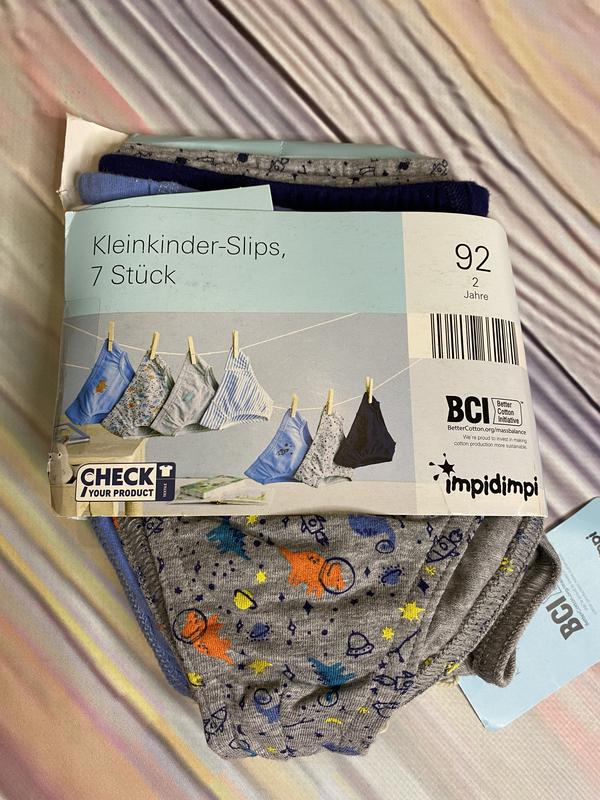 Kleinkinder-Slips,
7 Stück
92
2
Jahre
BCI
Better
Cotton
Initiative
BetterCotton.org/massbalance
We're proud to invest in making
cotton production more sustainable.
CHECK
YOUR PRODUCT
TEXTILE
impidimpi
BCI